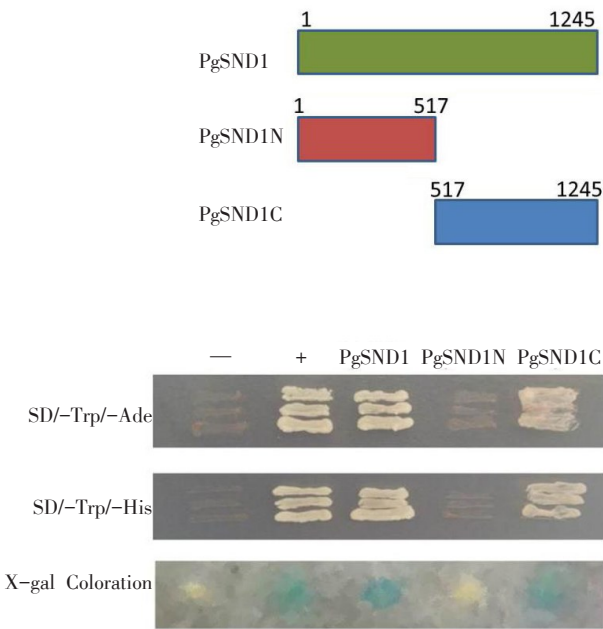 1 1245
PgSND1
1 517
PgSND1N
517 1245
PgSND1C
— + PgSND1 PgSND1N PgSND1C
SD/-Trp/-Ade
SD/-Trp/-His
X-gal Coloration